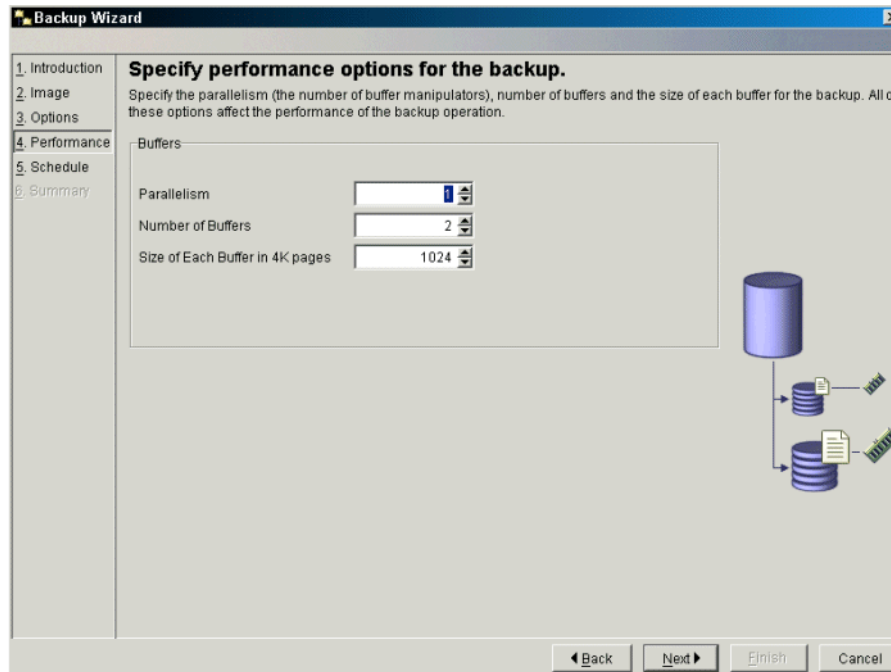 Backup Wizard
1. Introduction
2. Image
3. Options
4. Performance
5. Schedule
6. Summary
Specify performance options for the backup.
Specify the parallelism (the number of buffer manipulators), number of buffers and the size of each buffer for the backup. All
these options affect the performance of the backup operation.
Buffers
Parallelism 1
Number of Buffers 2
Size of Each Buffer in 4K pages 1024
Back Next Finish Cancel